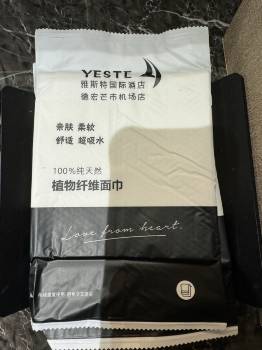 YESTE
雅斯特国际酒店
德宏芒市机场店
亲肤 柔软
舒适 超吸水
100%纯天然
植物纤维面巾
Love from heart.